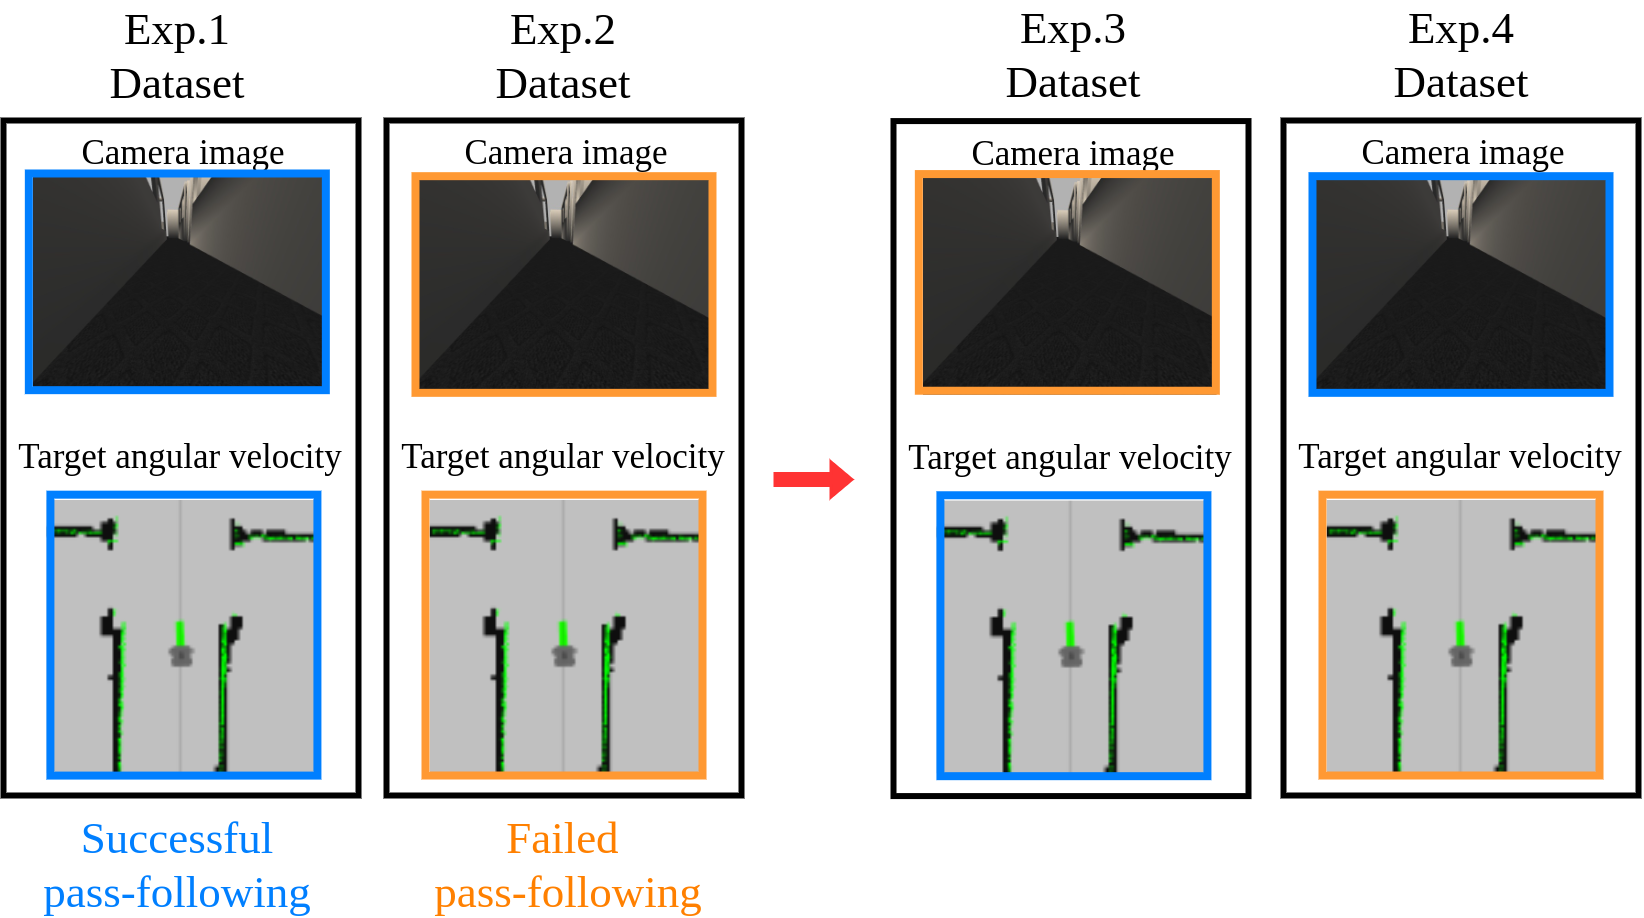 Exp.1
Dataset
Exp.2
Dataset
Exp.3
Dataset
Exp.4
Dataset
Camera image
Camera image
Camera image
Camera image
Target angular velocity
Target angular velocity
Target angular velocity
Target angular velocity
Successful
pass-following
Failed
pass-following